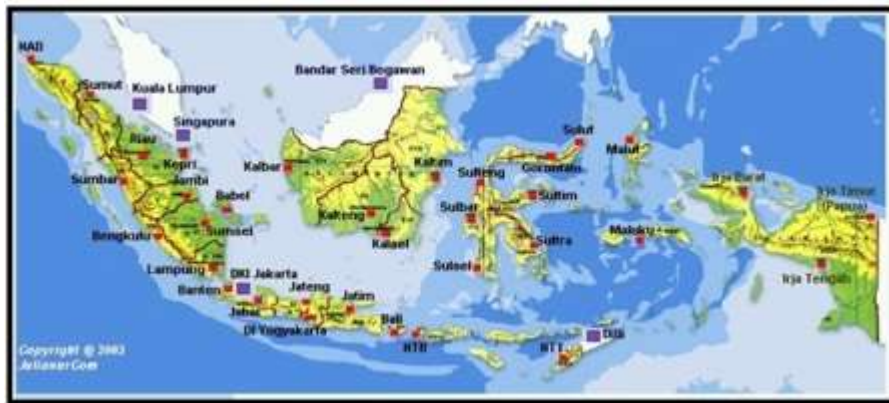 NAD
Sumut
Kuala Lumpur
Bandar Seri Begawan
Singapura
Riau
Kepri
Kalbar
Kaltim
Sulut
Malut
Gorontalo
Sulteng
Sumbar
Jambi
Babel
Sultim
Irja Barat
Irja Timur
(Papua)
Kalteng
Sulbar
Bengkulu
Sumsel
Kalsel
Sultra
Maluku
Lampung
Sulsel
Irja Tengah
Banten
DKI Jakarta
Jateng
Jatim
Jabar
Bali
DI Yogyakarta
NTB
NTT
Dili
Copyright @ 2003